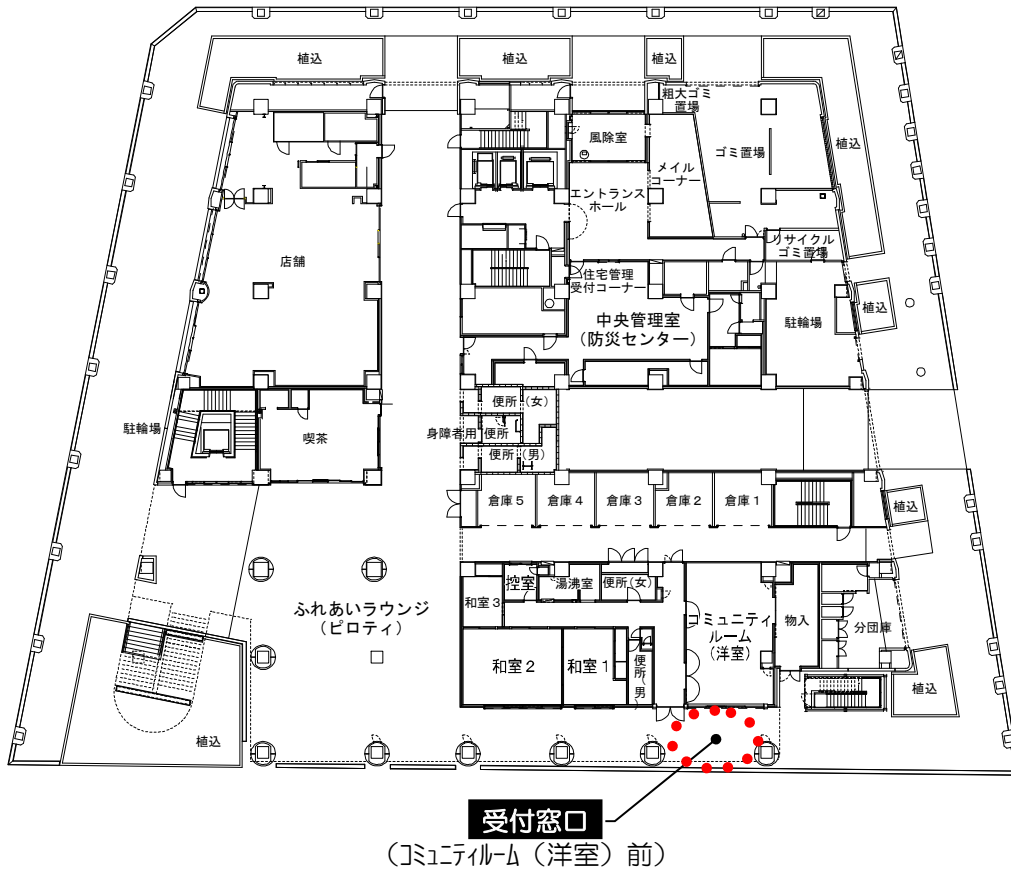 植込
植込
植込
粗大ゴミ
置場
風除室
メイル
コーナー
ゴミ置場
植込
エントランス
ホール
リサイクル
ゴミ置場
店舗
住宅管理
受付コーナー
植込
中央管理室
（防災センター）
駐輪場
便所（女）
駐輪場
喫茶
身障者用
便所
便所（男）
倉庫５
倉庫４
倉庫３
倉庫２
倉庫１
植込
控室
湯沸室
便所（女）
和室３
ふれあいラウンジ
（ピロティ）
コミュニティ
ルーム
（洋室）
物入
分団庫
和室２
和室１
便所（男）
植込
植込
受付窓口
（コミュニティルーム（洋室）前）